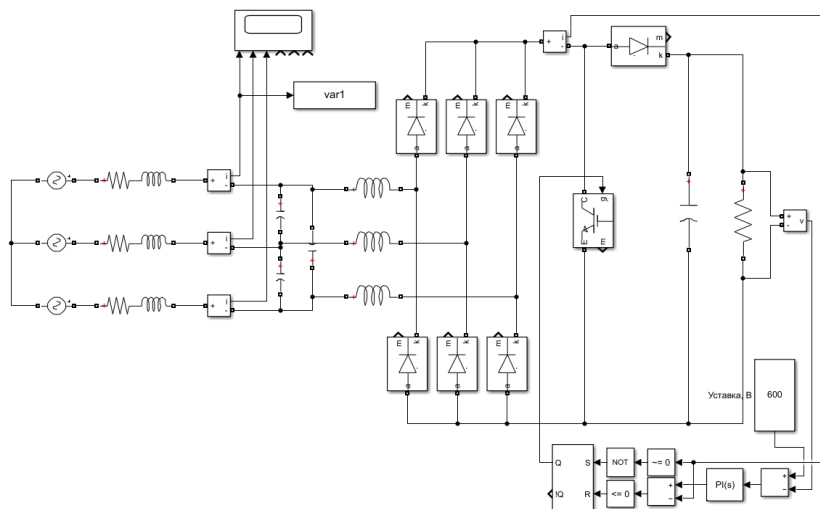 i
+
-
m
a
k
var1
m
k
a
m
k
a
m
k
a
+
i
-
C
g
E
m
+
-
v
+
i
-
+
i
-
m
k
a
m
k
a
m
k
a
Уставка, В
600
Q
S
NOT
~= 0
!Q
R
<= 0
+
−
PI(s)
+
−